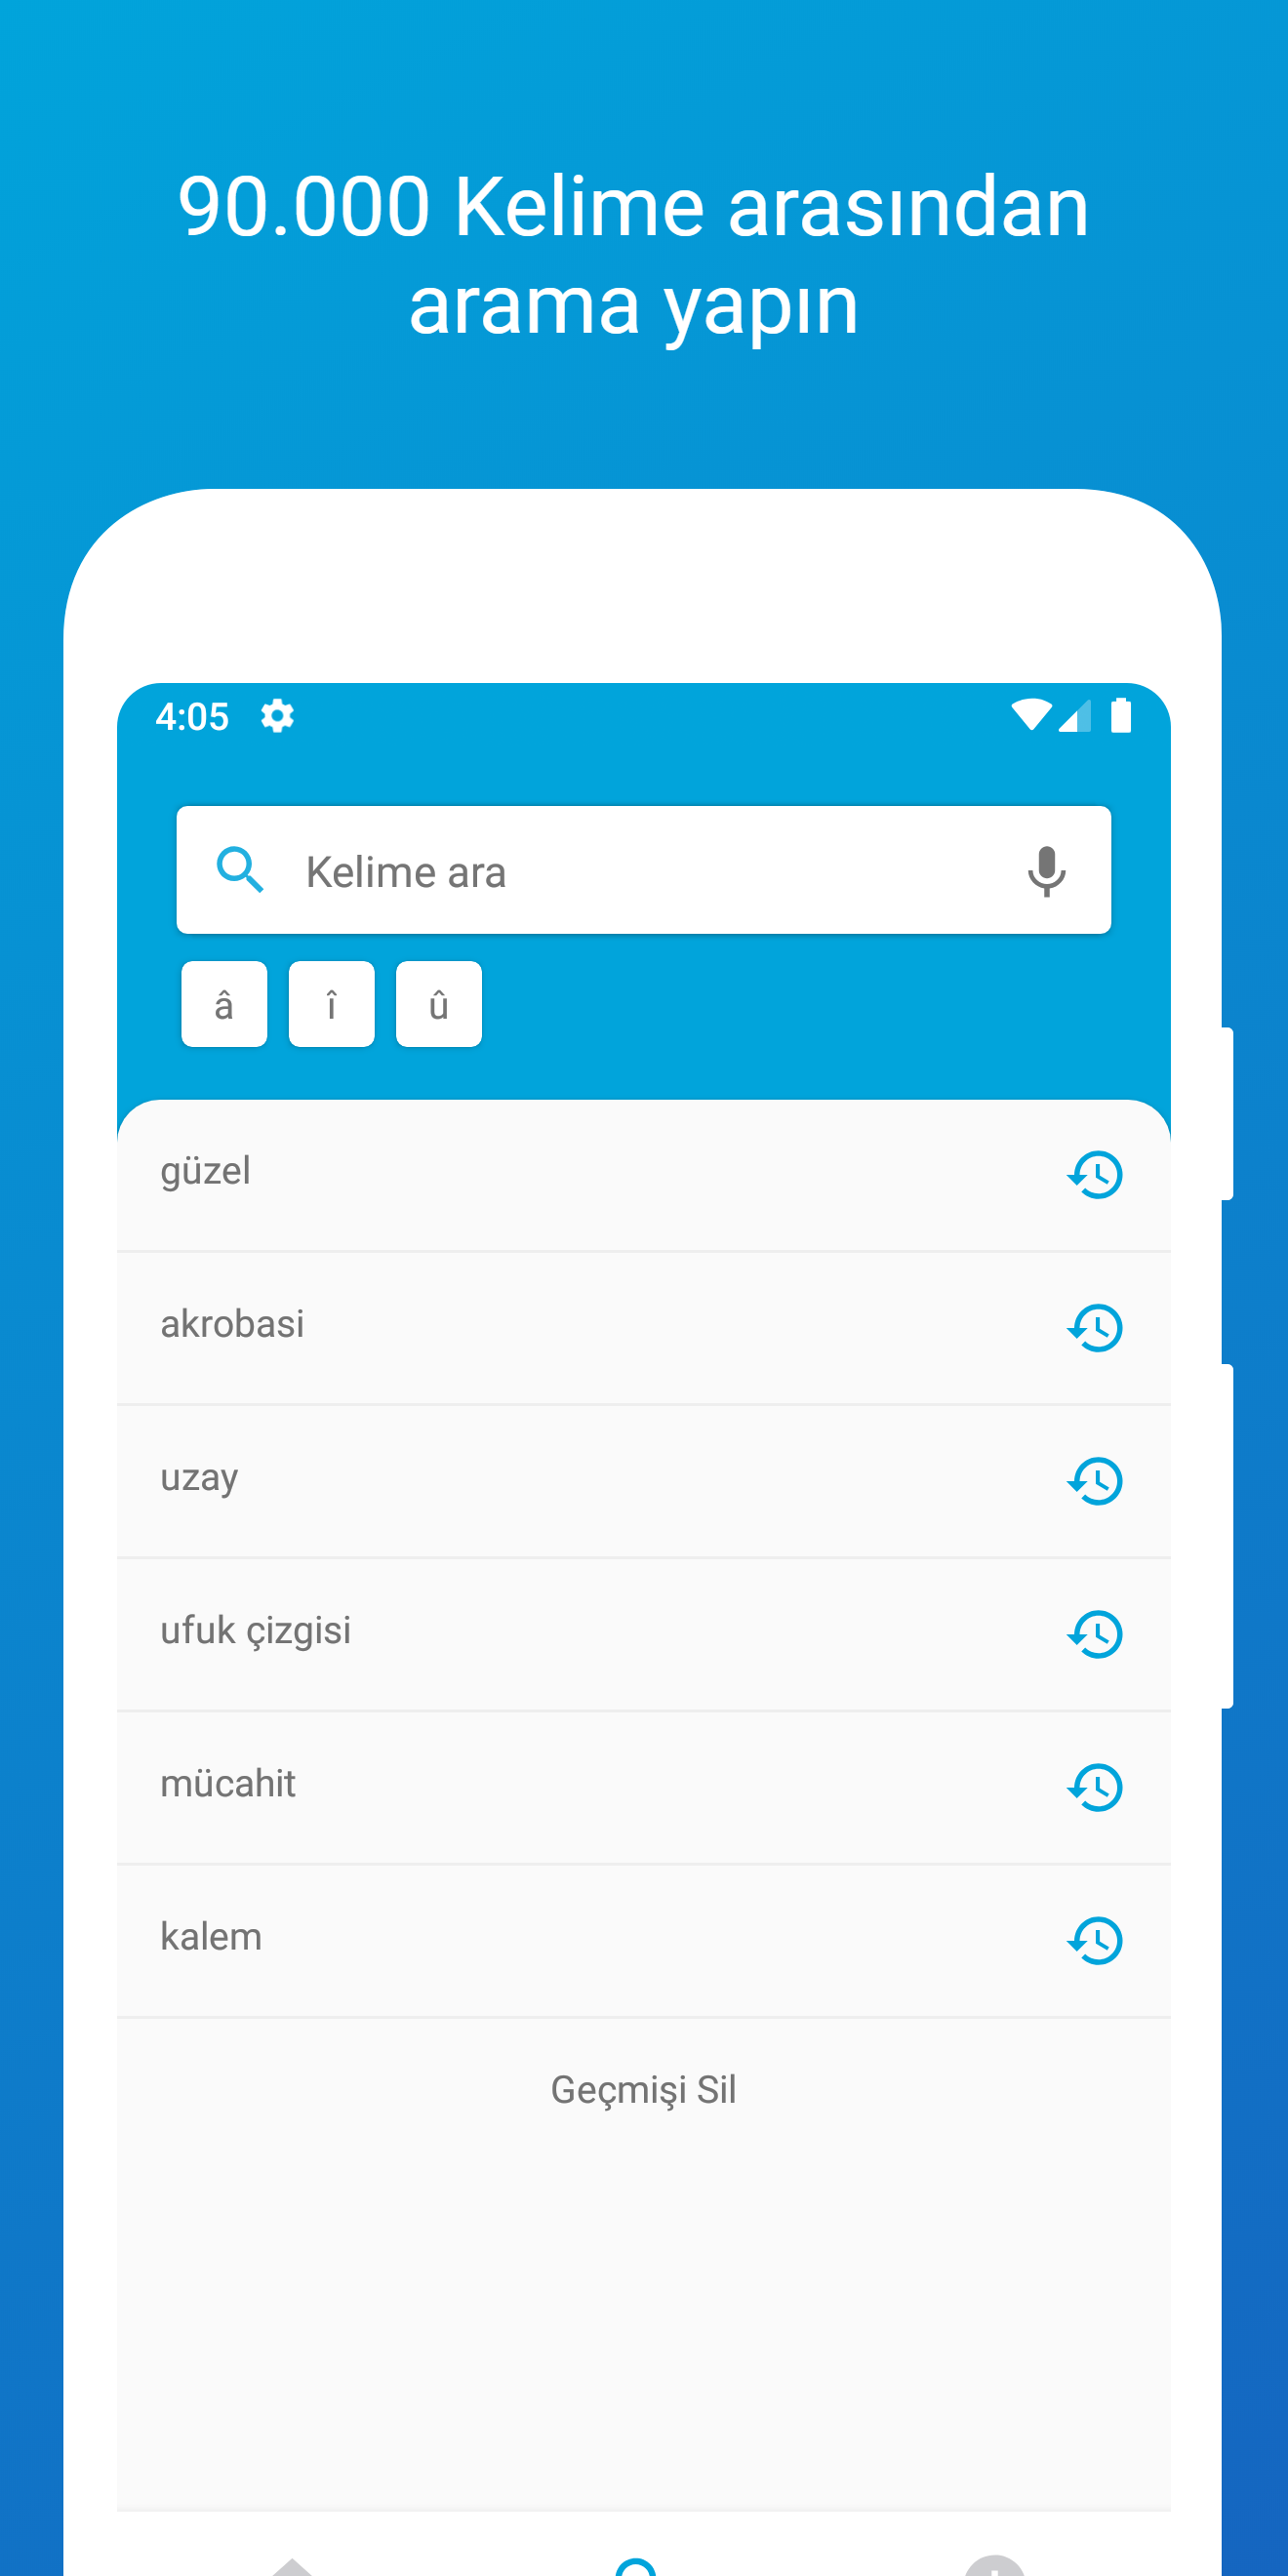 90.000 Kelime arasından
arama yapın
4:05
Kelime ara
â î û
güzel
akrobasi
uzay
ufuk çizgisi
mücahit
kalem
Geçmişi Sil